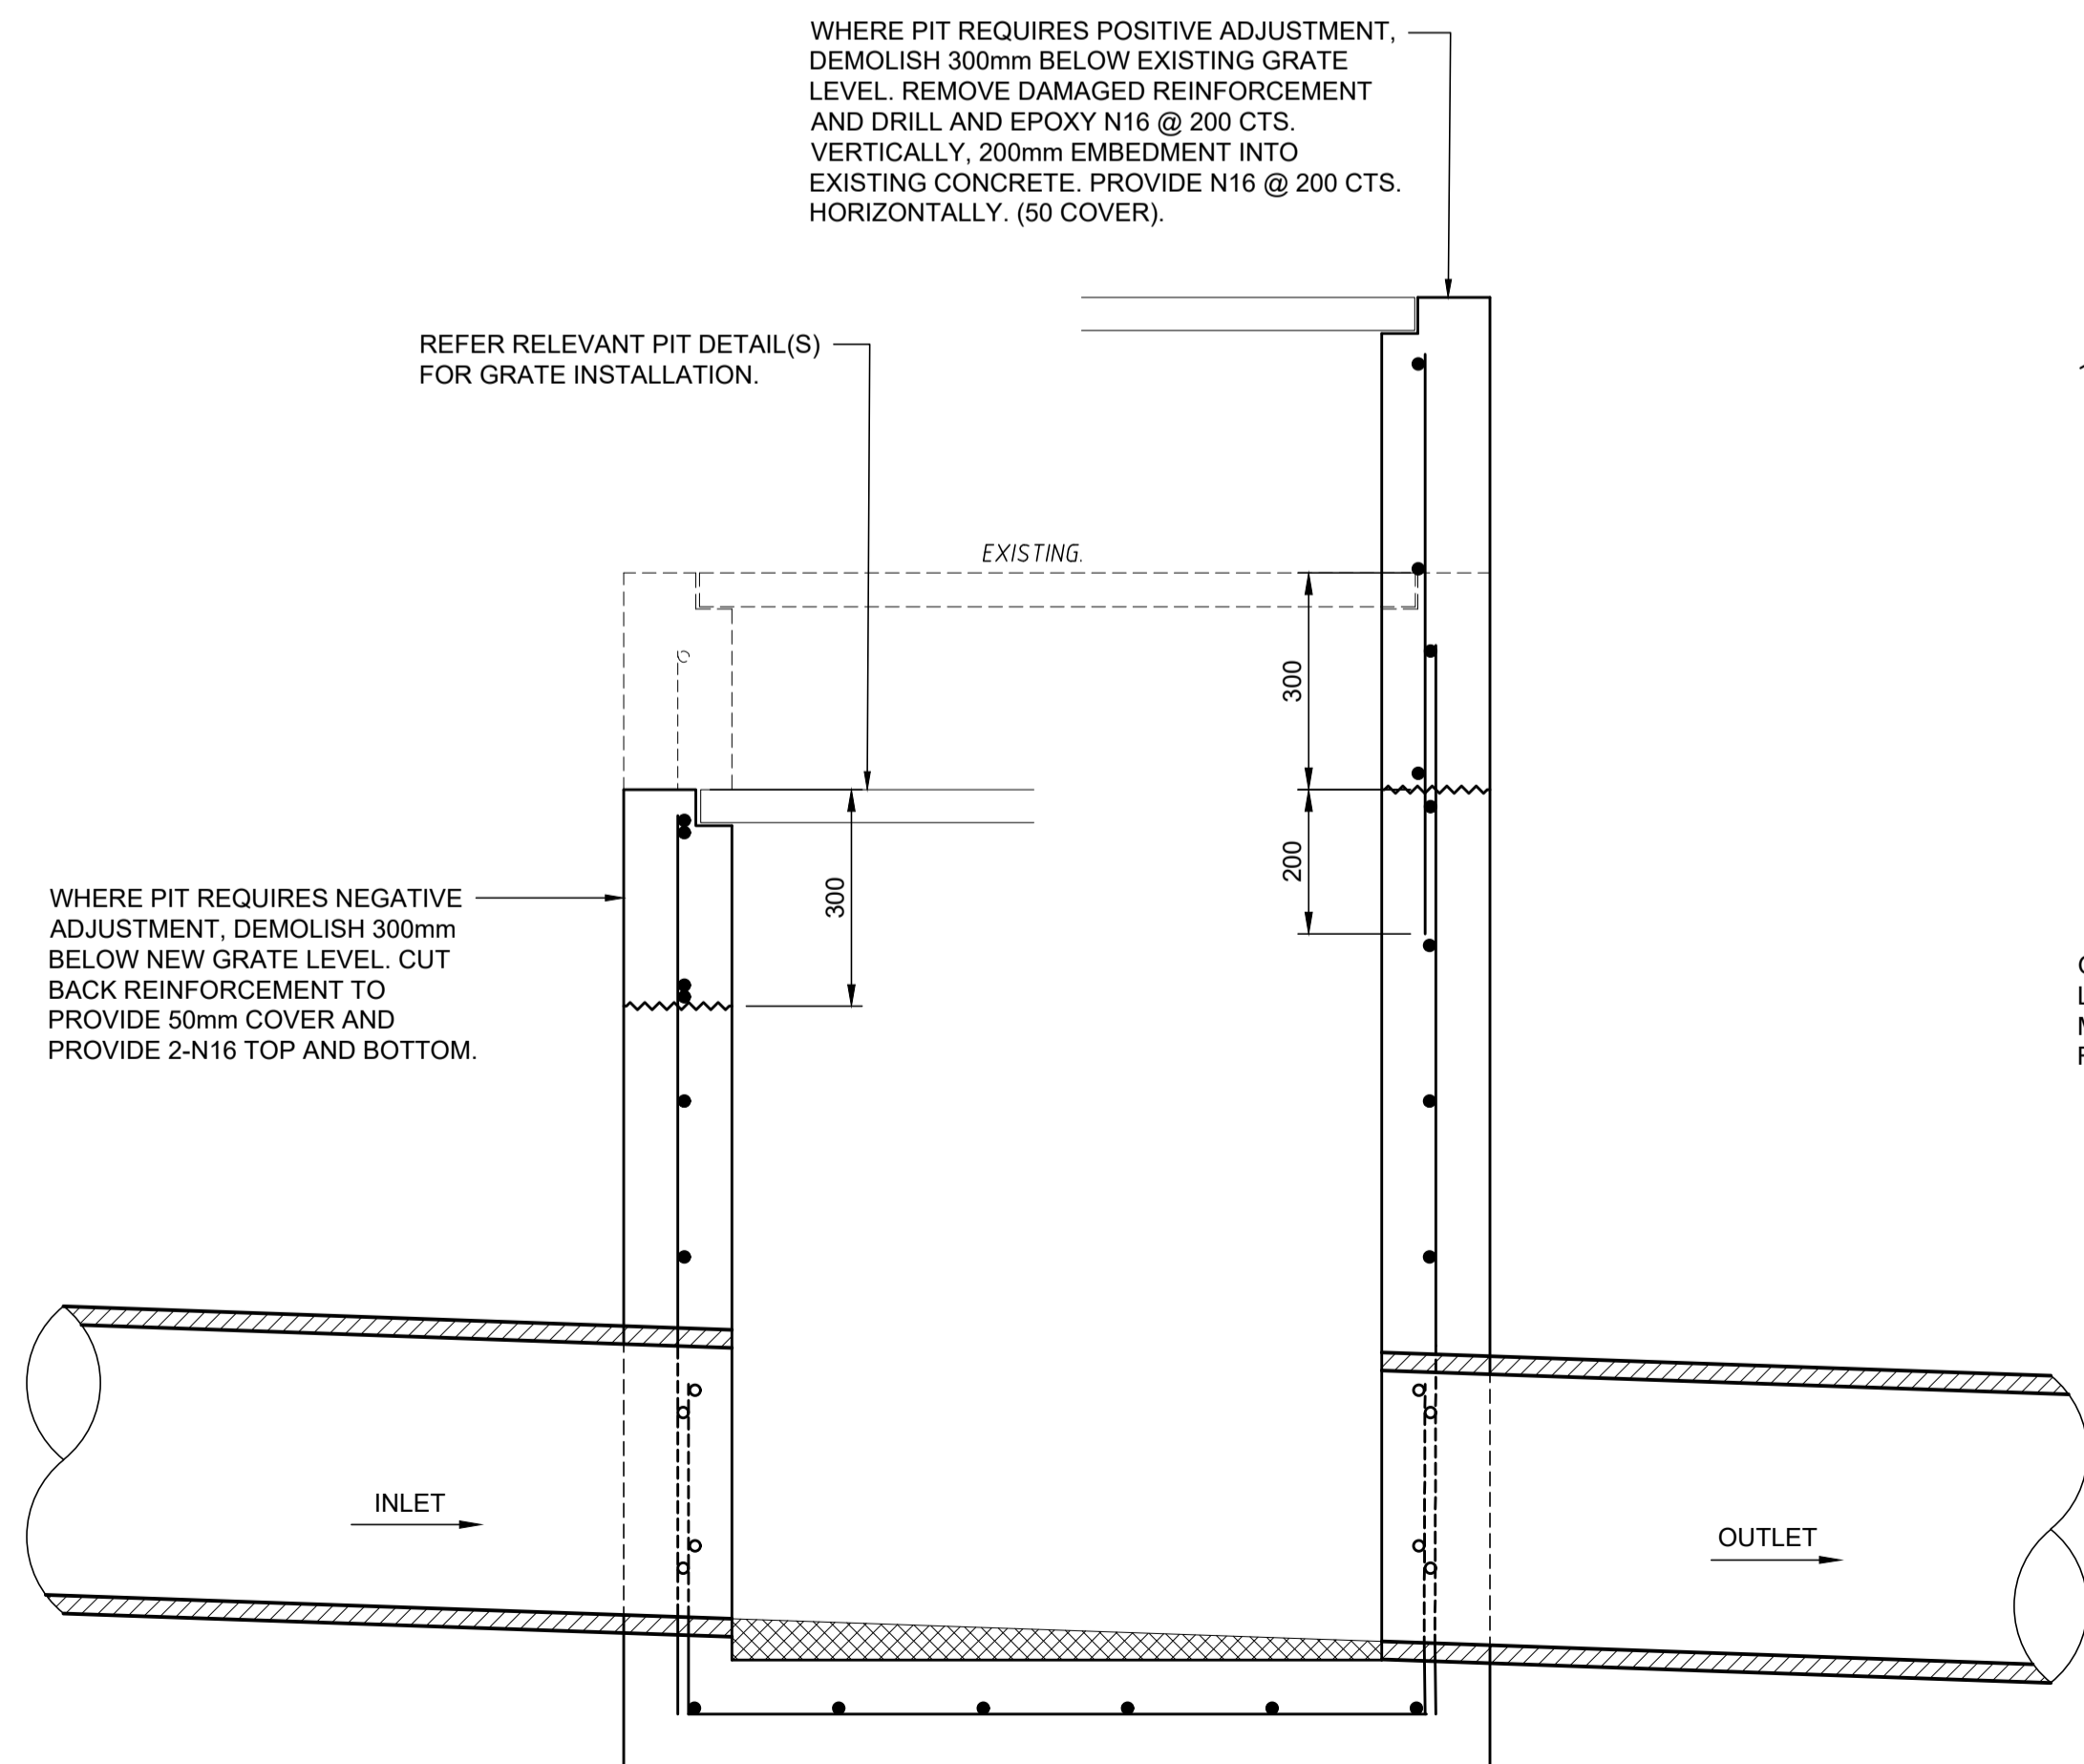 WHERE PIT REQUIRES POSITIVE ADJUSTMENT,
DEMOLISH 300mm BELOW EXISTING GRATE
LEVEL. REMOVE DAMAGED REINFORCEMENT
AND DRILL AND EPOXY N16 @ 200 CTS.
VERTICALLY, 200mm EMBEDMENT INTO
EXISTING CONCRETE. PROVIDE N16 @ 200 CTS.
HORIZONTALLY. (50 COVER).
REFER RELEVANT PIT DETAIL(S)
FOR GRATE INSTALLATION.
EXISTING.
300
200
300
WHERE PIT REQUIRES NEGATIVE
ADJUSTMENT, DEMOLISH 300mm
BELOW NEW GRATE LEVEL. CUT
BACK REINFORCEMENT TO
PROVIDE 50mm COVER AND
PROVIDE 2-N16 TOP AND BOTTOM.
INLET
OUTLET